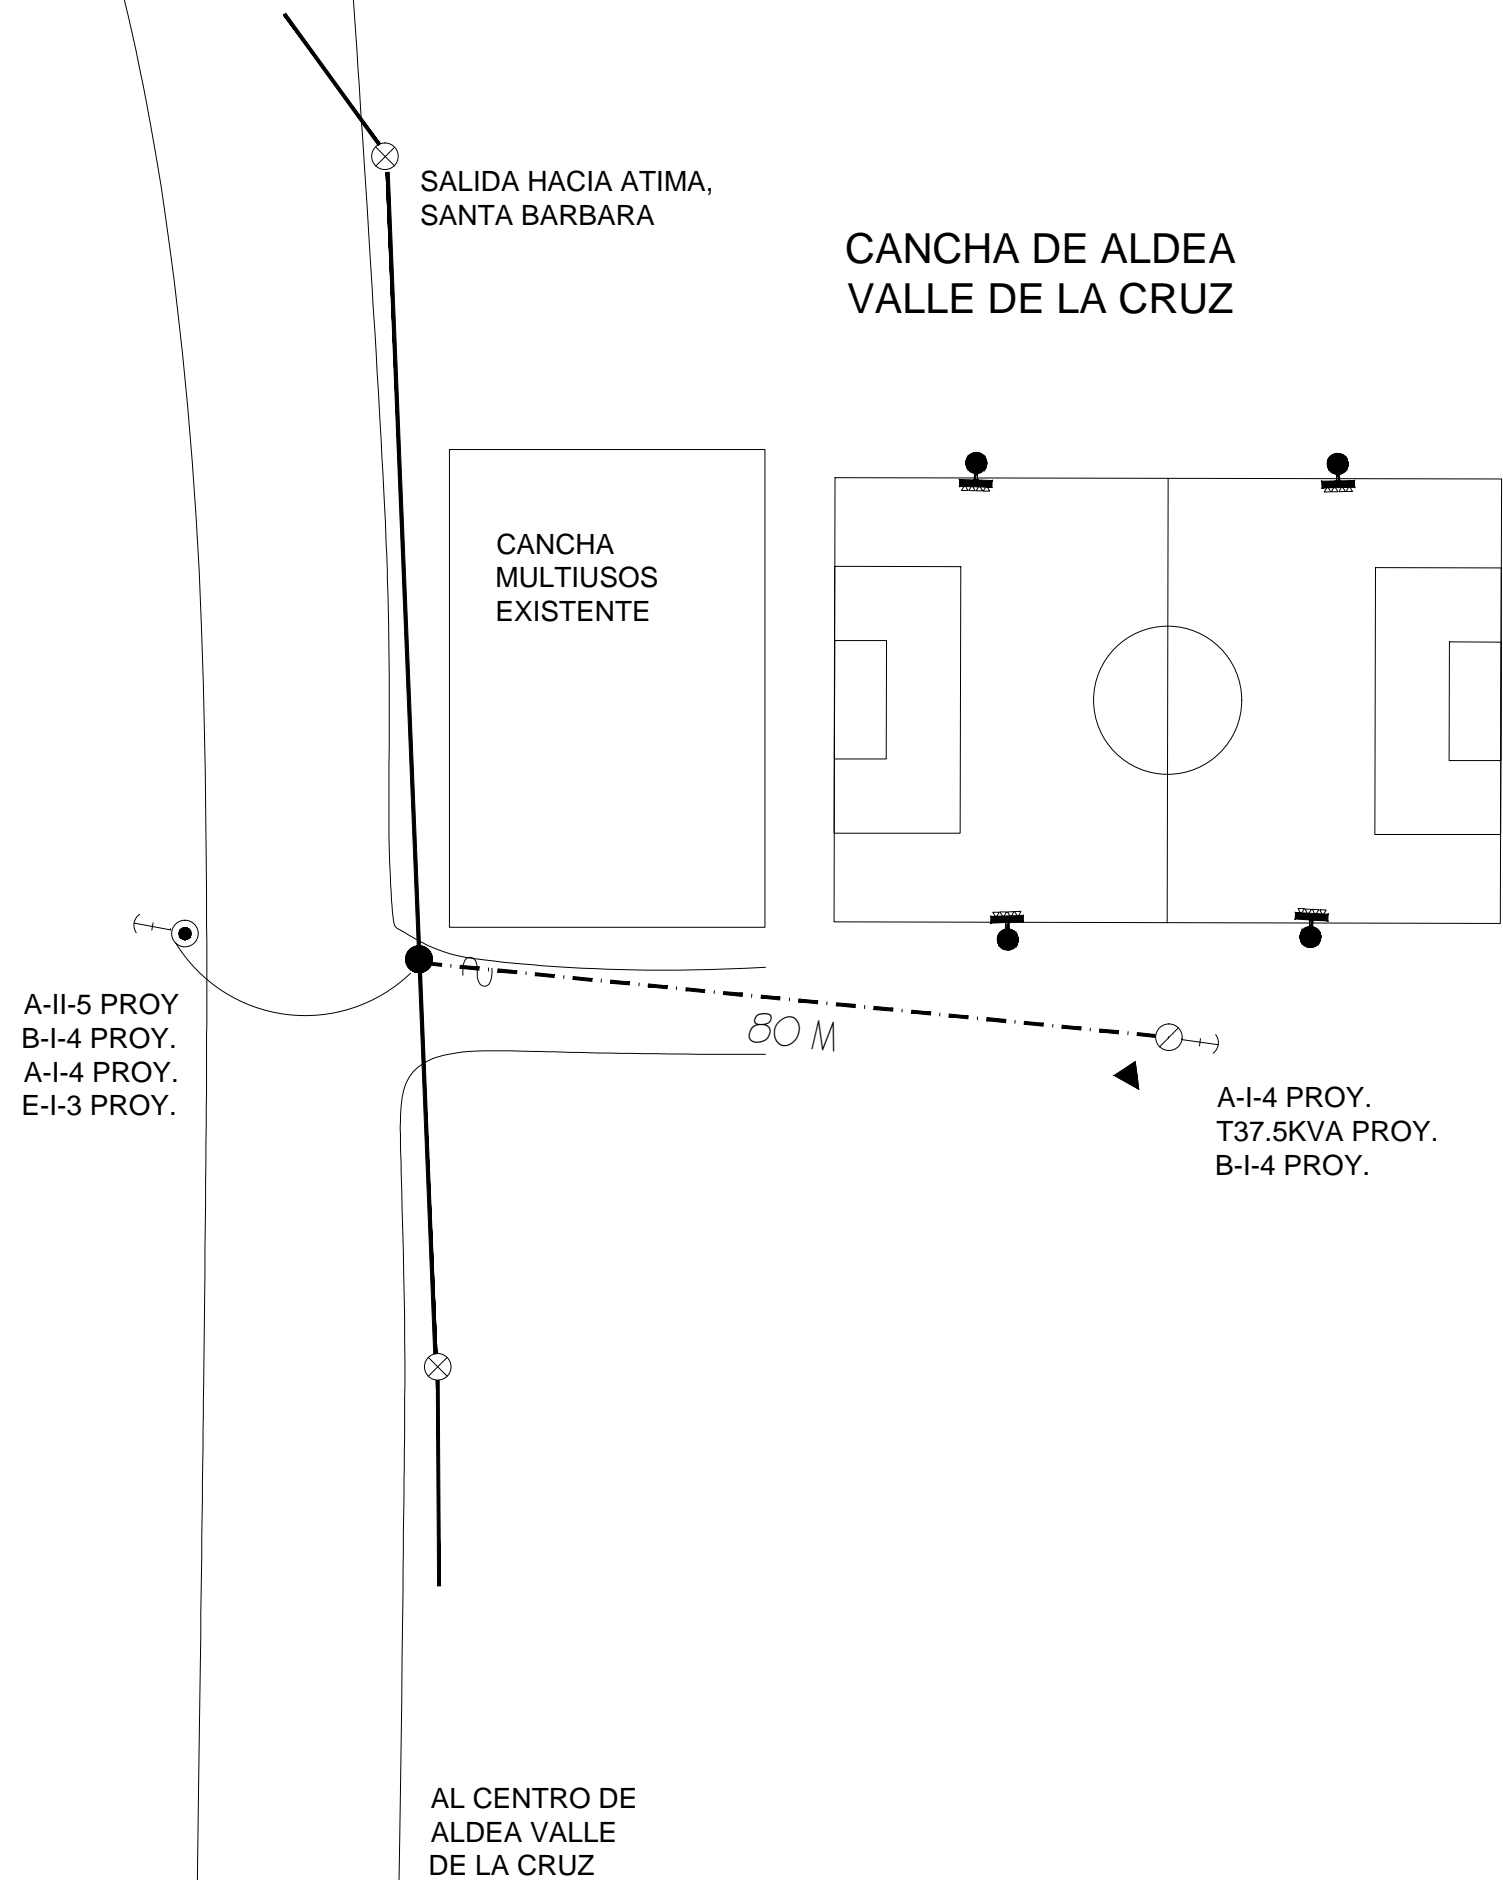 SALIDA HACIA ATIMA,
SANTA BARBARA
CANCHA DE ALDEA
VALLE DE LA CRUZ
CANCHA
MULTIUSOS
EXISTENTE
A-II-5 PROY
B-I-4 PROY.
A-I-4 PROY.
E-I-3 PROY.
80 M
A-I-4 PROY.
T37.5KVA PROY.
B-I-4 PROY.
AL CENTRO DE
ALDEA VALLE
DE LA CRUZ